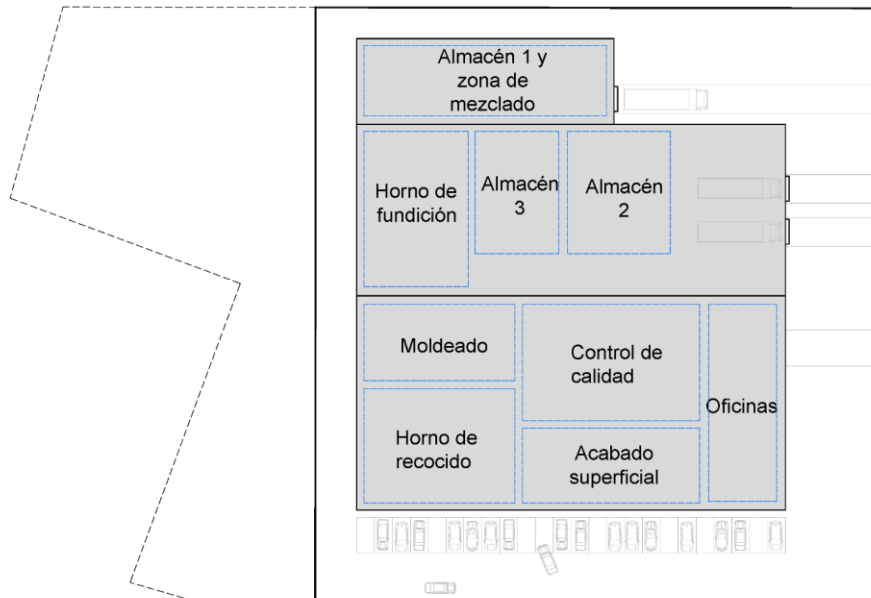 Almacén 1 y
zona de
mezclado
Horno de
fundición
Almacén
3
Almacén
2
Moldeado
Control de
calidad
Oficinas
Horno de
recocido
Acabado
superficial